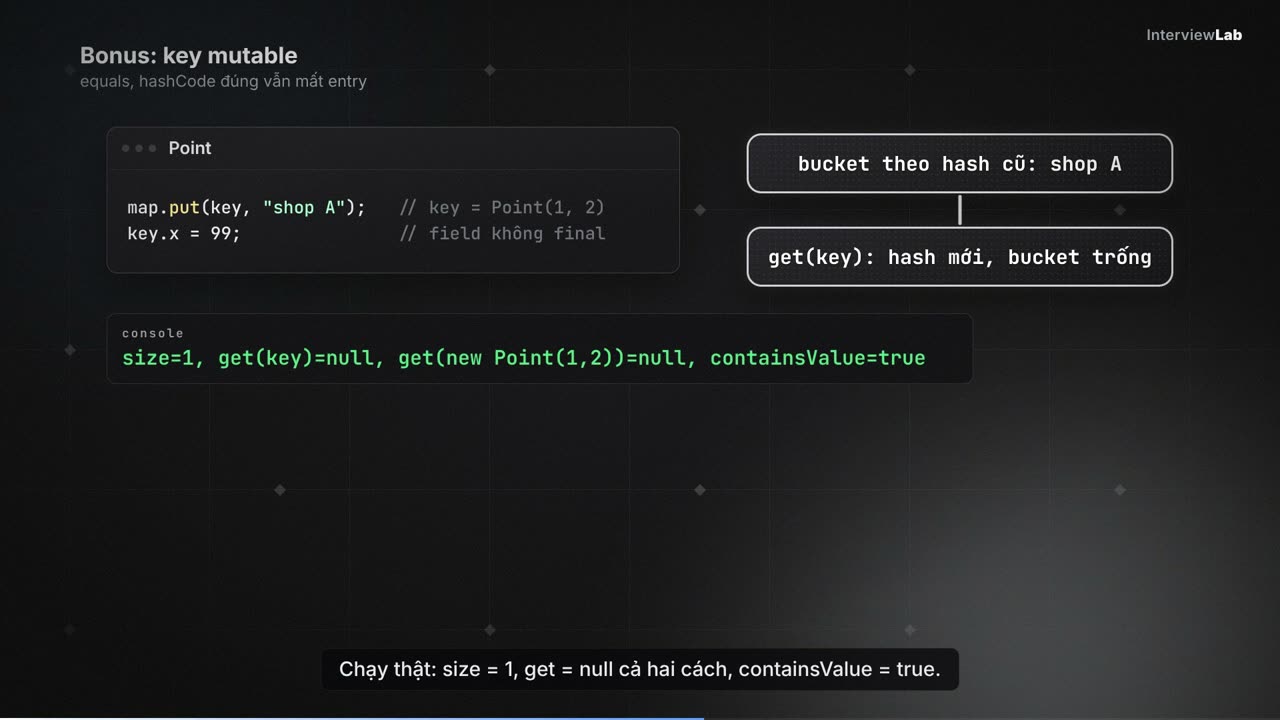 InterviewLab
Bonus: key mutable
equals, hashCode đúng vẫn mất entry
Point
map.put(key, "shop A");   // key = Point(1, 2)
key.x = 99;               // field không final
bucket theo hash cũ: shop A
get(key): hash mới, bucket trống
console
size=1, get(key)=null, get(new Point(1,2))=null, containsValue=true
Chạy thật: size = 1, get = null cả hai cách, containsValue = true.